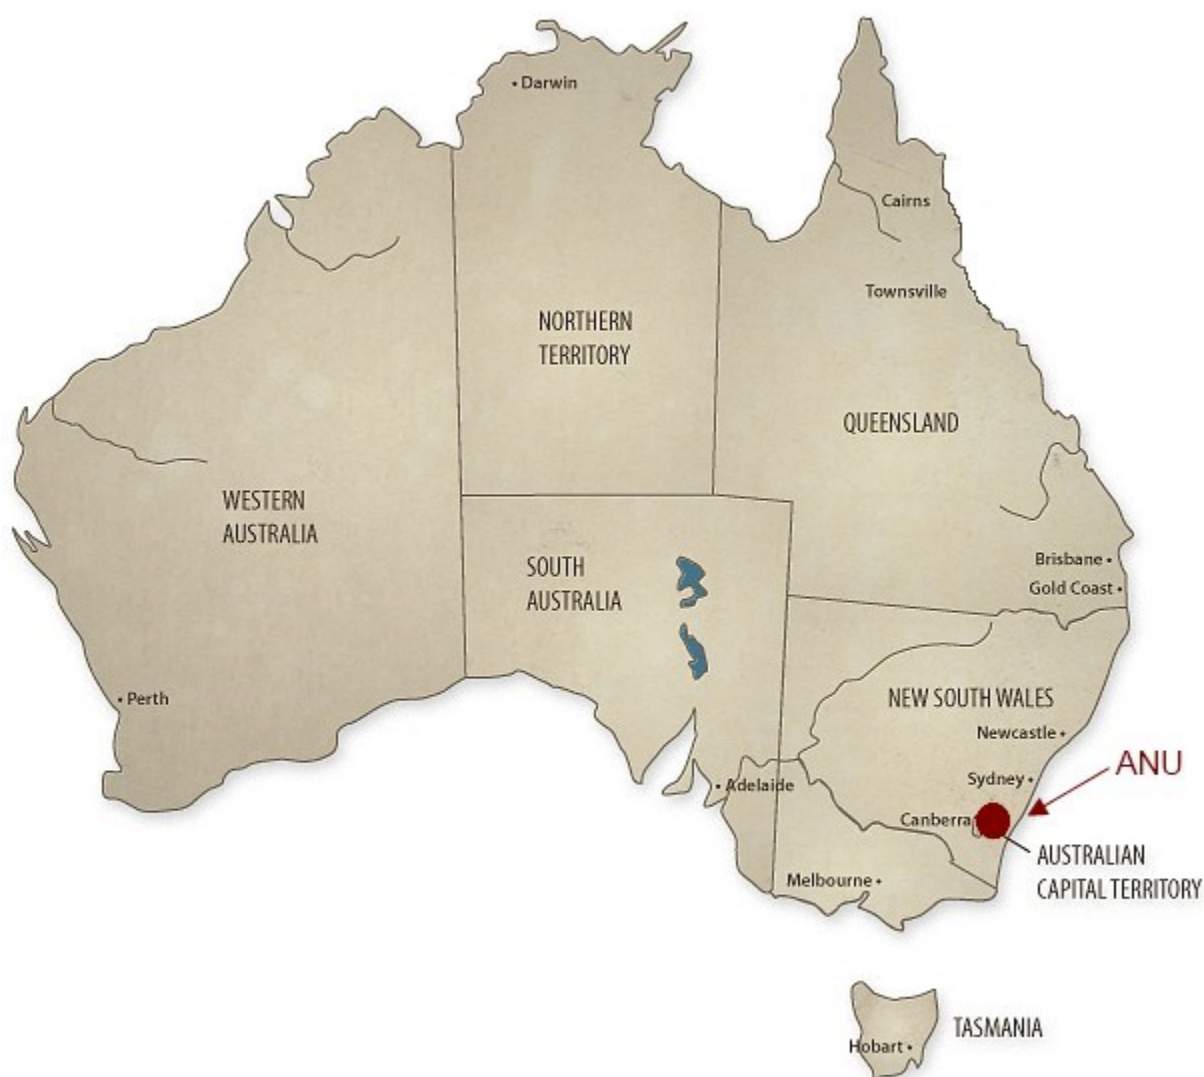 Darwin
Cairns
Townsville
NORTHERN
TERRITORY
QUEENSLAND
WESTERN
AUSTRALIA
SOUTH
AUSTRALIA
Brisbane
Gold Coast
Perth
NEW SOUTH WALES
Newcastle
ANU
Sydney
Adelaide
Canberra
AUSTRALIAN
CAPITAL TERRITORY
Melbourne
TASMANIA
Hobart